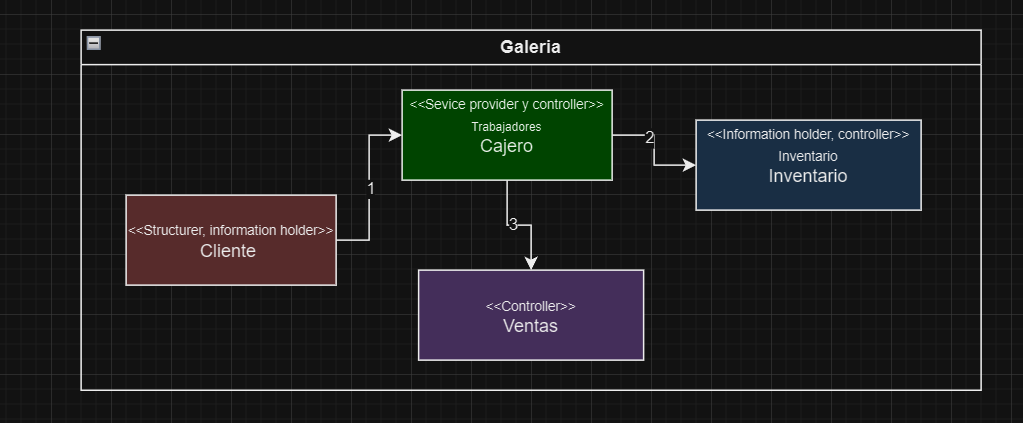 Galeria
<<Sevice provider y controller>>
Trabajadores
Cajero
2
<<Information holder, controller>>
Inventario
Inventario
1
<<Structurer, information holder>>
Cliente
3
<<Controller>>
Ventas